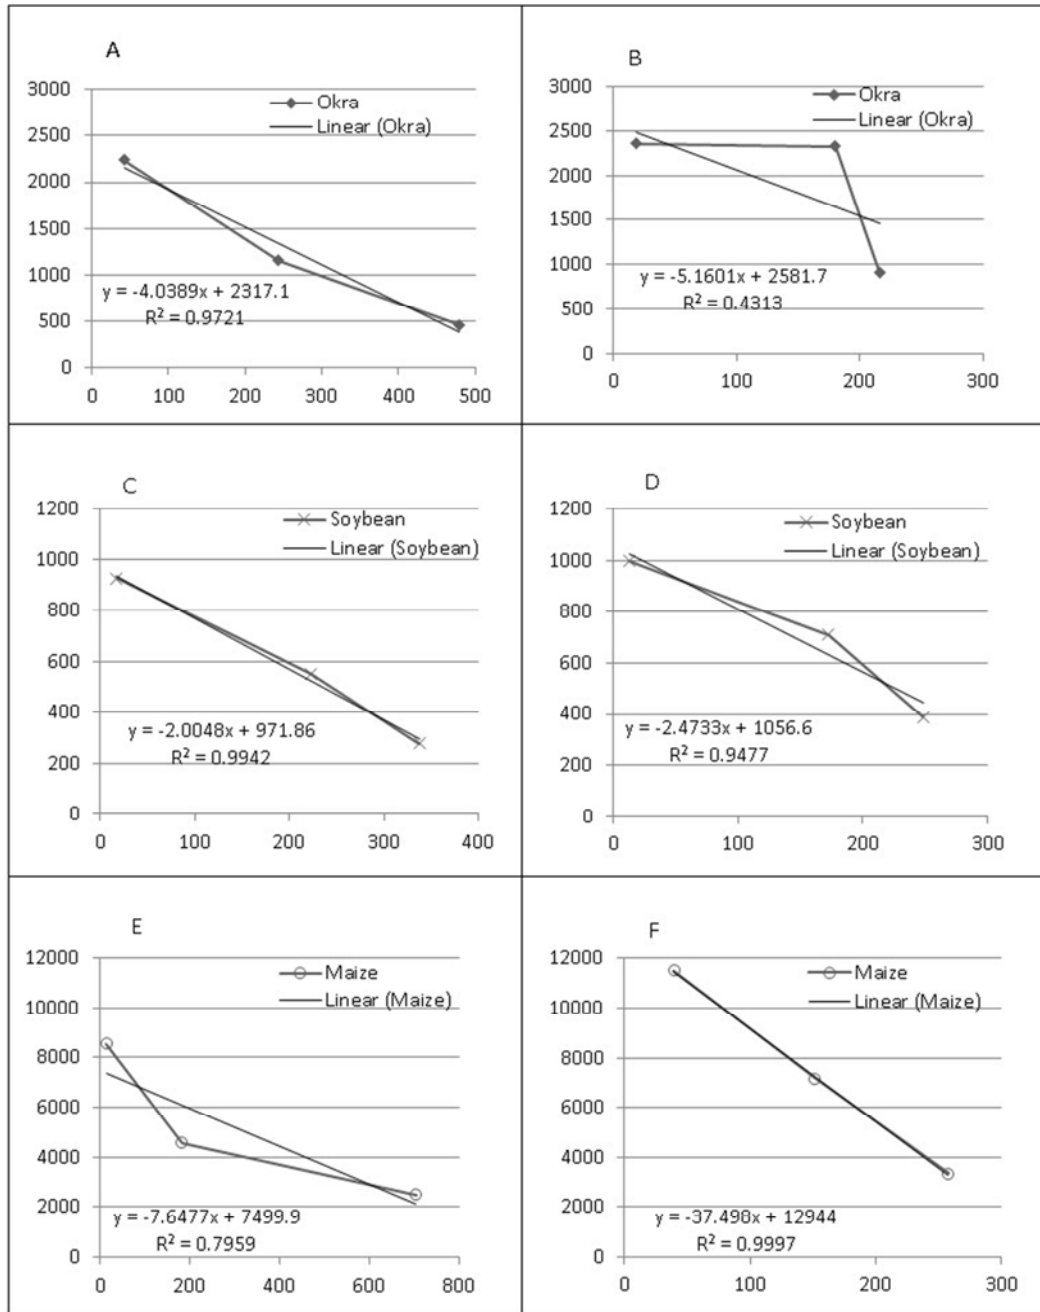 A
3000
2500
2000
1500
1000
500
0
Okra
Linear (Okra)
y = -4.0389x + 2317.1
R² = 0.9721
0 100 200 300 400 500
B
3000
2500
2000
1500
1000
500
0
Okra
Linear (Okra)
y = -5.1601x + 2581.7
R² = 0.4313
0 100 200 300
C
1200
1000
800
600
400
200
0
Soybean
Linear (Soybean)
y = -2.0048x + 971.86
R² = 0.9942
0 100 200 300 400
D
1200
1000
800
600
400
200
0
Soybean
Linear (Soybean)
y = -2.4733x + 1056.6
R² = 0.9477
0 100 200 300
E
12000
10000
8000
6000
4000
2000
0
Maize
Linear (Maize)
y = -7.6477x + 7499.9
R² = 0.7959
0 200 400 600 800
F
12000
10000
8000
6000
4000
2000
0
Maize
Linear (Maize)
y = -37.498x + 12944
R² = 0.9997
0 100 200 300